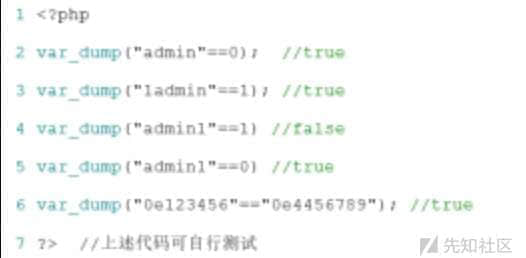 1 <?php
2 var_dump("admin"==0);  //true
3 var_dump("1admin"==1); //true
4 var_dump("admin1"==1) //false
5 var_dump("admin1"==0) //true
6 var_dump("0e123456"=="0e4456789"); //true
7 ?>  //上述代码可自行测试
先知社区